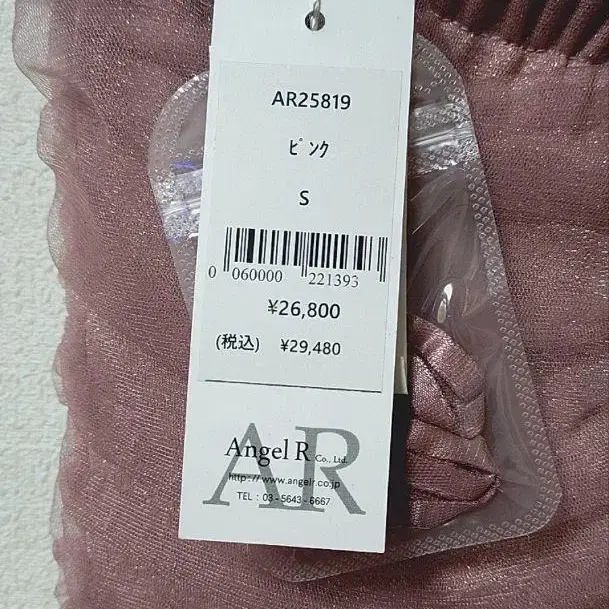 AR25819
ﾋﾟﾝｸ
S
0 060000 221393
¥26,800
(税込) ¥29,480
AR
Angel R Co., Ltd.
http://www.angelr.co.jp
TEL : 03 - 5643 - 6667